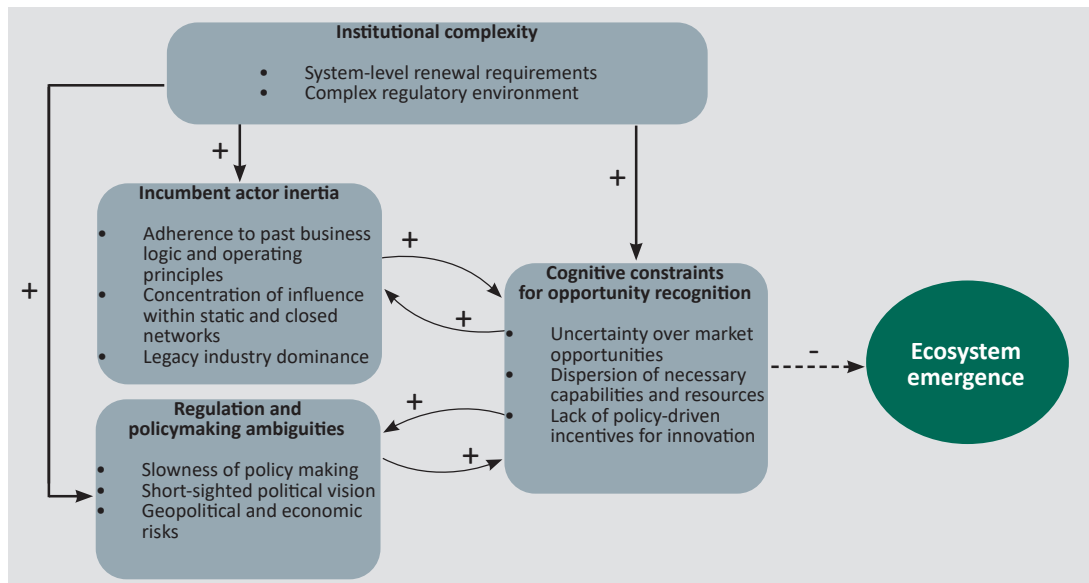 Institutional complexity
• System-level renewal requirements
• Complex regulatory environment
+
+
+
Incumbent actor inertia
• Adherence to past business
logic and operating
principles
• Concentration of influence
within static and closed
networks
• Legacy industry dominance
+
+
Cognitive constraints
for opportunity recognition
• Uncertainty over market
opportunities
• Dispersion of necessary
capabilities and resources
• Lack of policy-driven
incentives for innovation
-
Ecosystem
emergence
+
+
Regulation and
policymaking ambiguities
• Slowness of policy making
• Short-sighted political vision
• Geopolitical and economic
risks